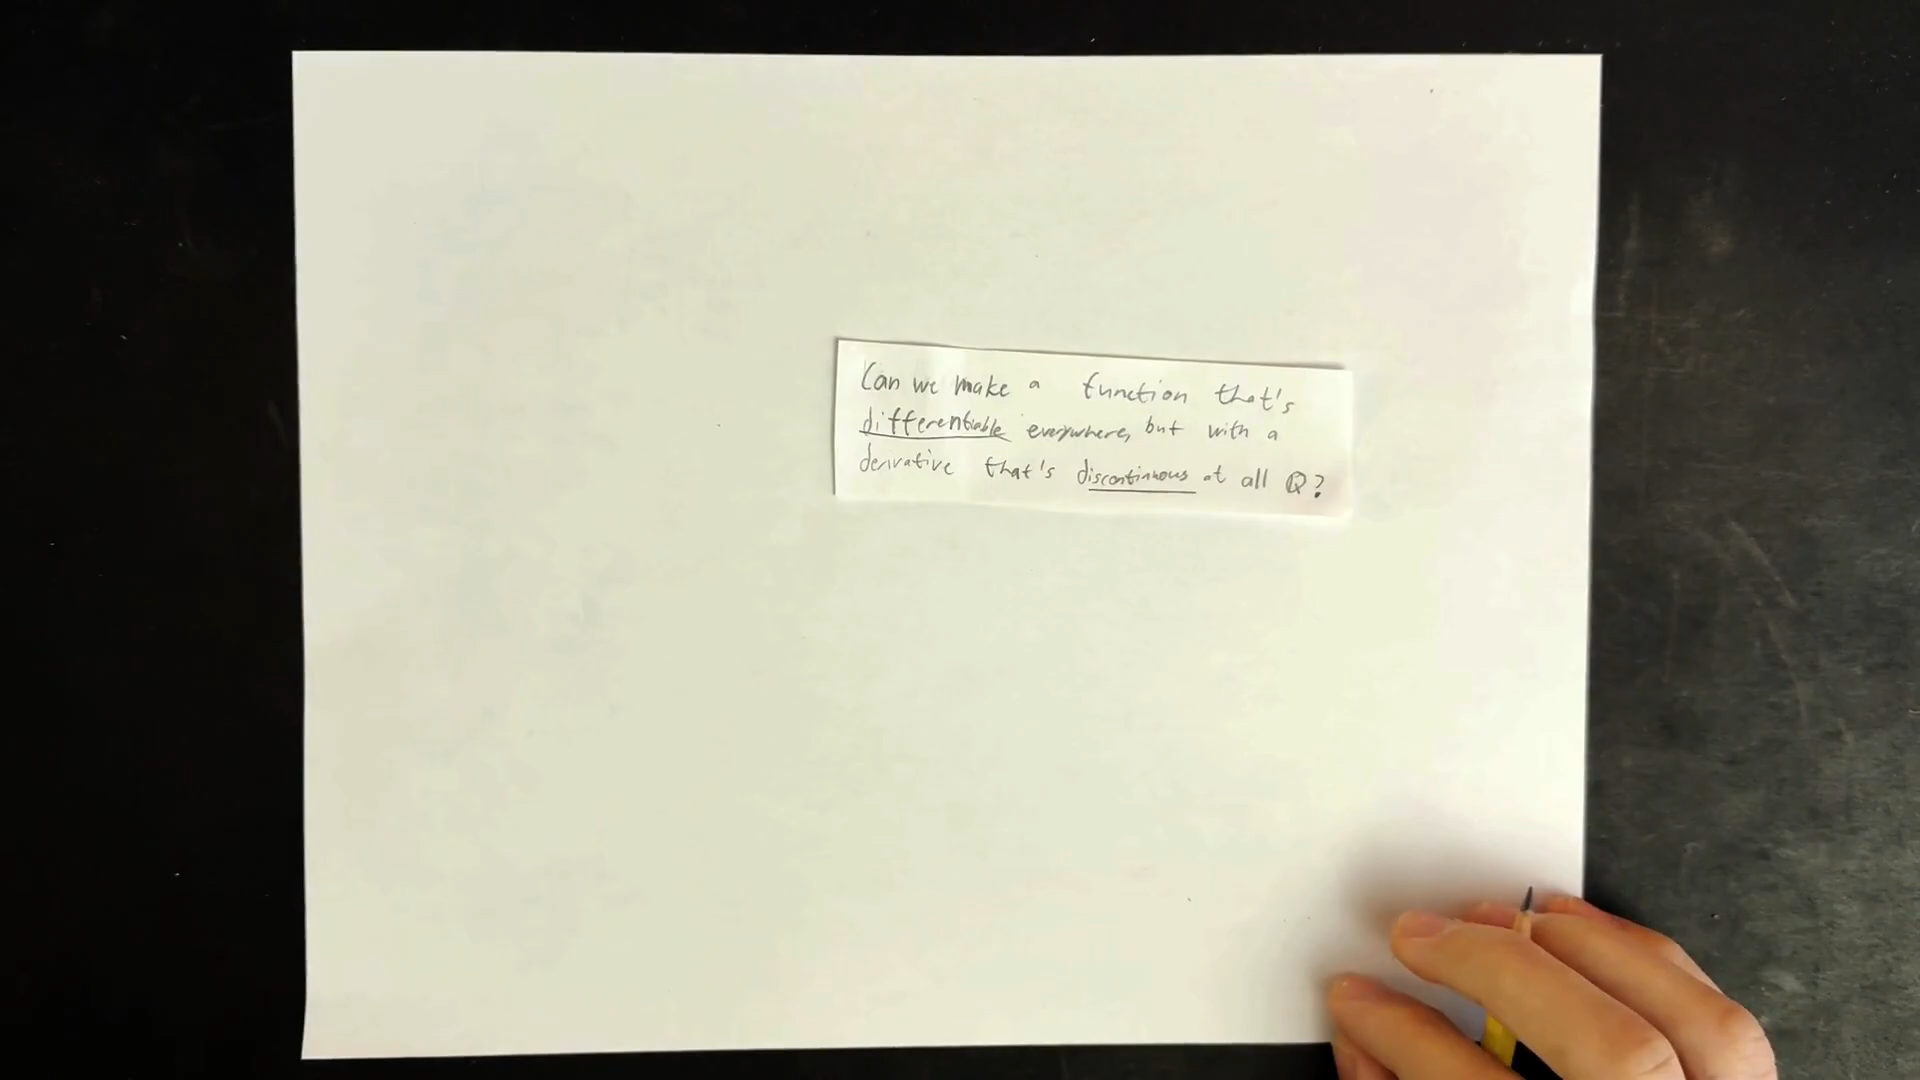 Can we make a function that's
differentiable everywhere, but with a
derivative that's discontinuous at all ℚ?